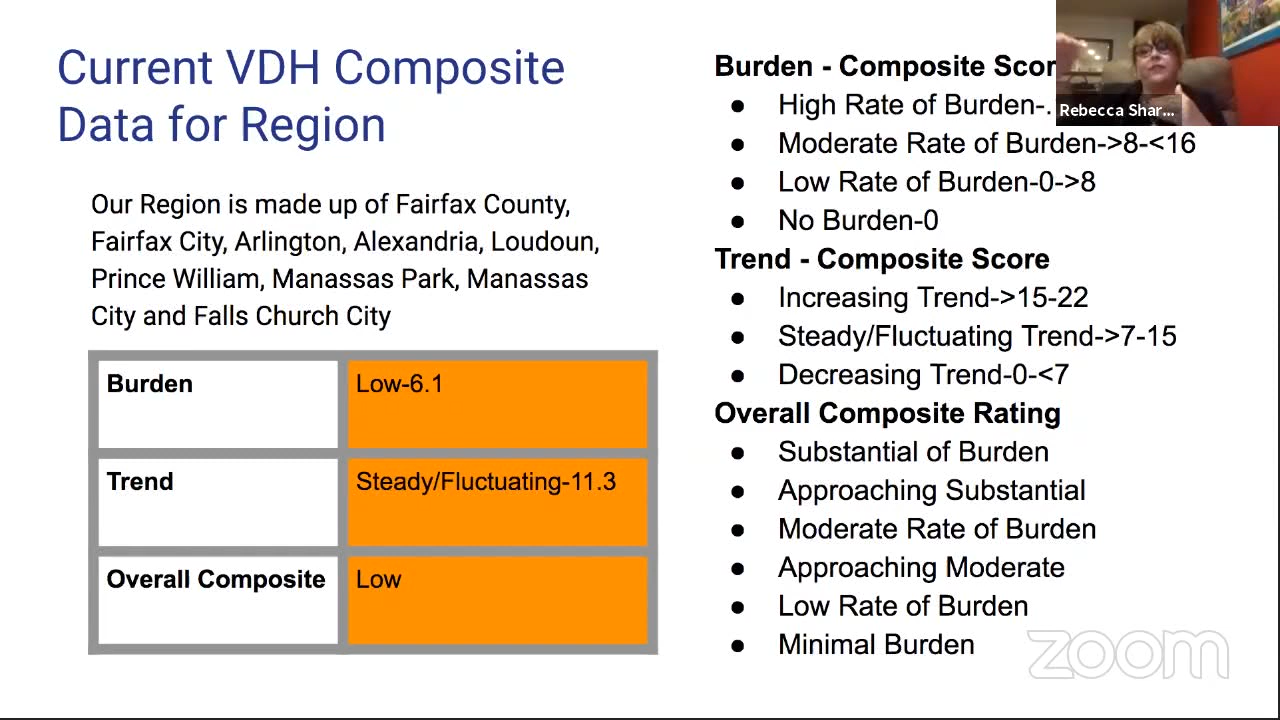 Current VDH Composite
Data for Region
Our Region is made up of Fairfax County,
Fairfax City, Arlington, Alexandria, Loudoun,
Prince William, Manassas Park, Manassas
City and Falls Church City
Burden
Low-6.1
Trend
Steady/Fluctuating-11.3
Overall Composite
Low
Burden - Composite Scor
● High Rate of Burden-.
● Moderate Rate of Burden->8-<16
● Low Rate of Burden-0->8
● No Burden-0
Trend - Composite Score
● Increasing Trend->15-22
● Steady/Fluctuating Trend->7-15
● Decreasing Trend-0-<7
Overall Composite Rating
● Substantial of Burden
● Approaching Substantial
● Moderate Rate of Burden
● Approaching Moderate
● Low Rate of Burden
● Minimal Burden
Rebecca Shar...
zoom